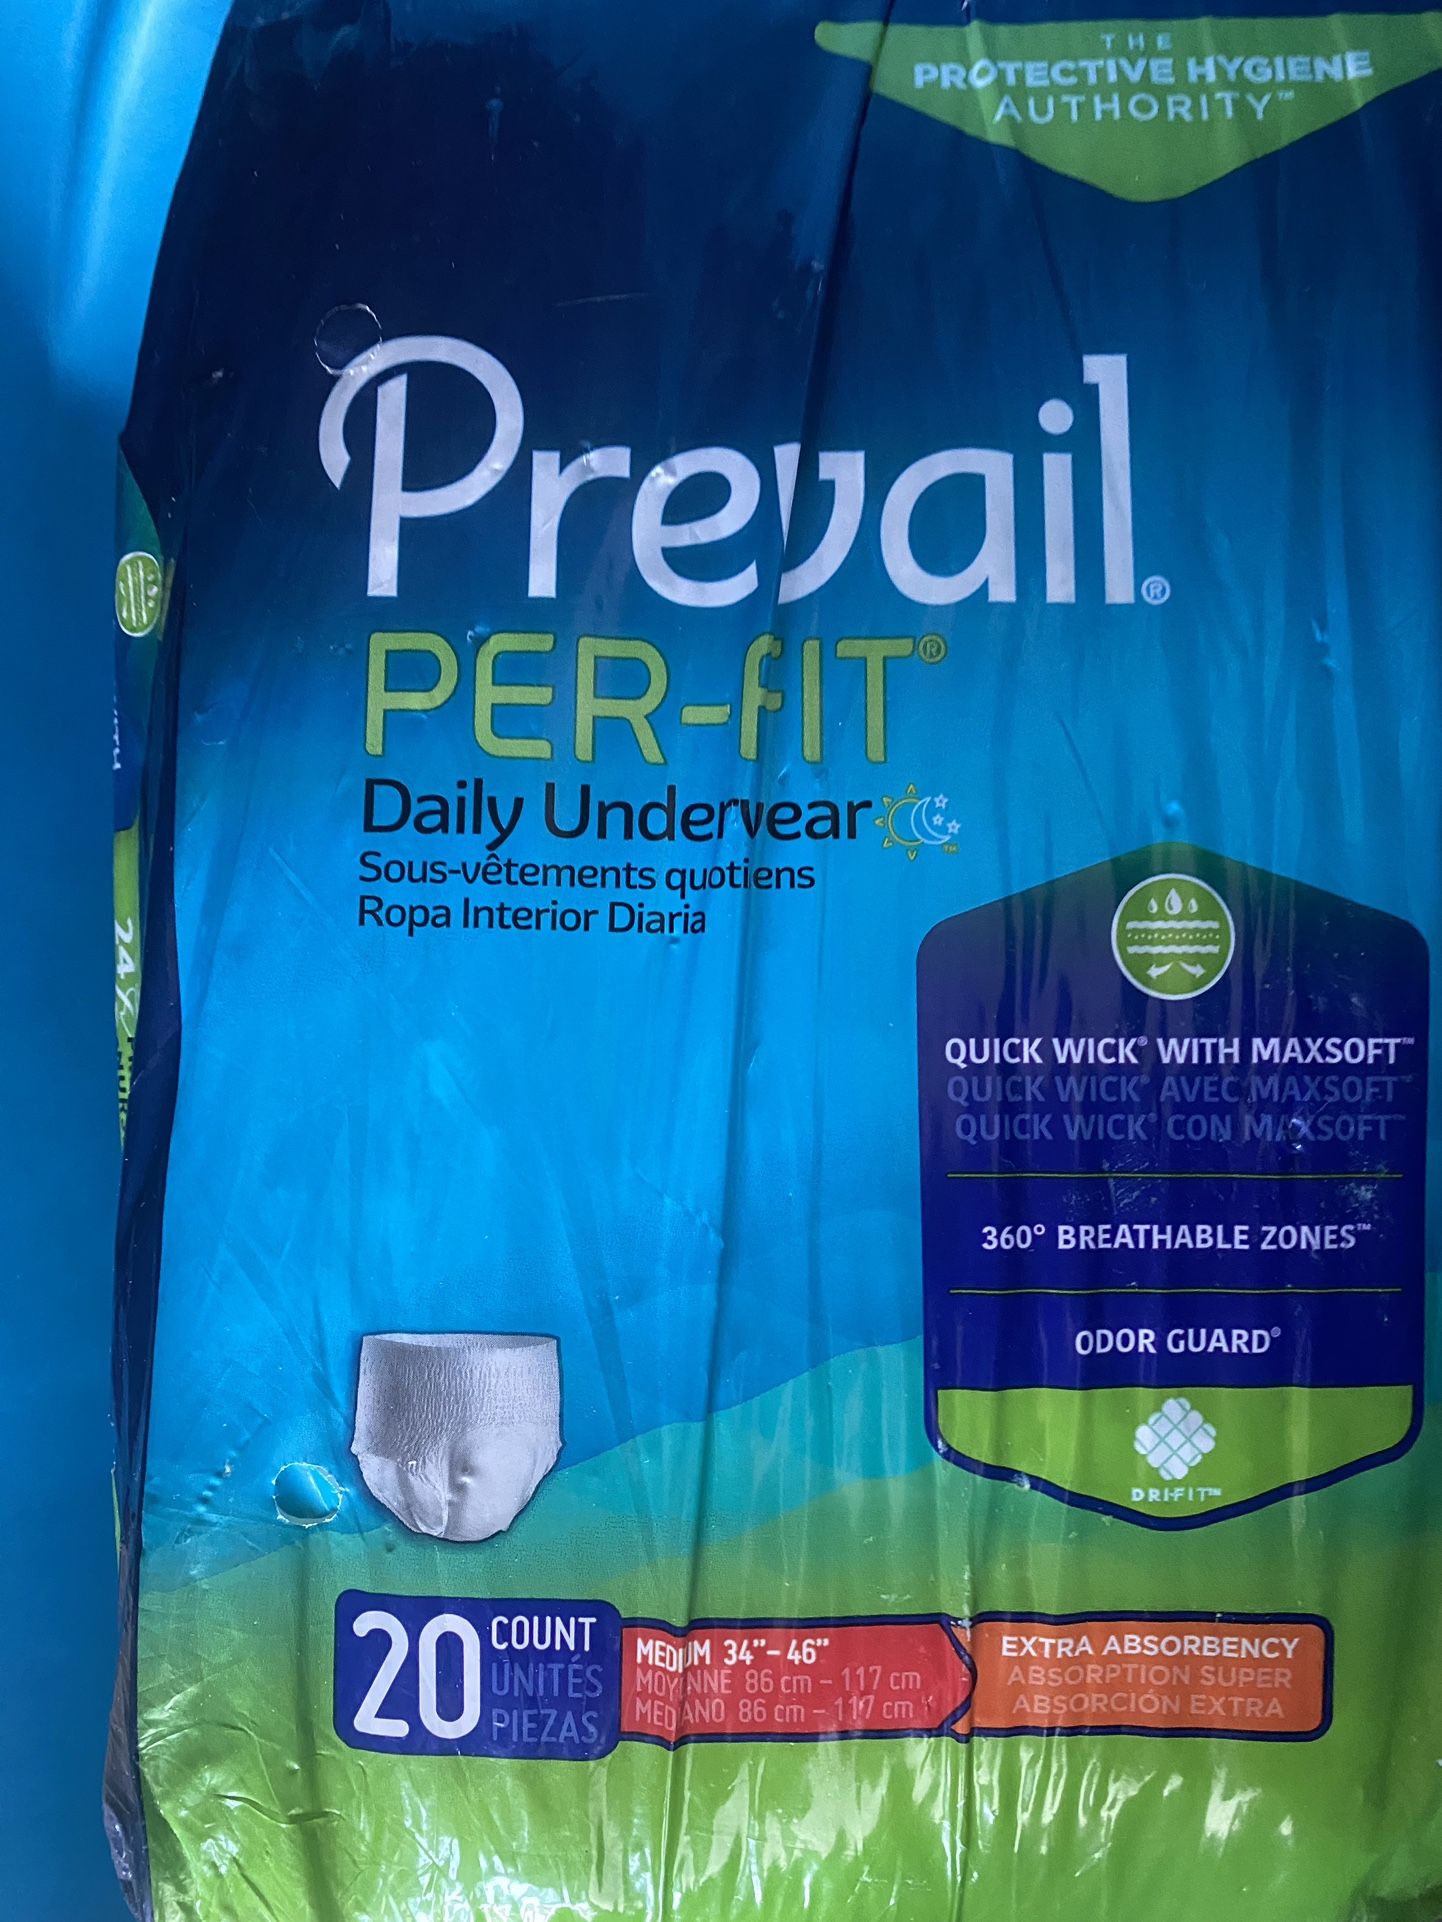 THE
PROTECTIVE HYGIENE
AUTHORITY™
Prevail®
PER-FIT®
Daily Underwear
™
Sous-vêtements quotiens
Ropa Interior Diaria
QUICK WICK® WITH MAXSOFT™
QUICK WICK® AVEC MAXSOFT™
QUICK WICK® CON MAXSOFT™
360° BREATHABLE ZONES™
ODOR GUARD®
DRI-FIT™
20 COUNT
UNITÉS
PIEZAS
MEDIUM 34”- 46”
MOYENNE 86 cm – 117 cm
MEDIANO 86 cm – 117 cm
EXTRA ABSORBENCY
ABSORPTION SUPER
ABSORCIÓN EXTRA